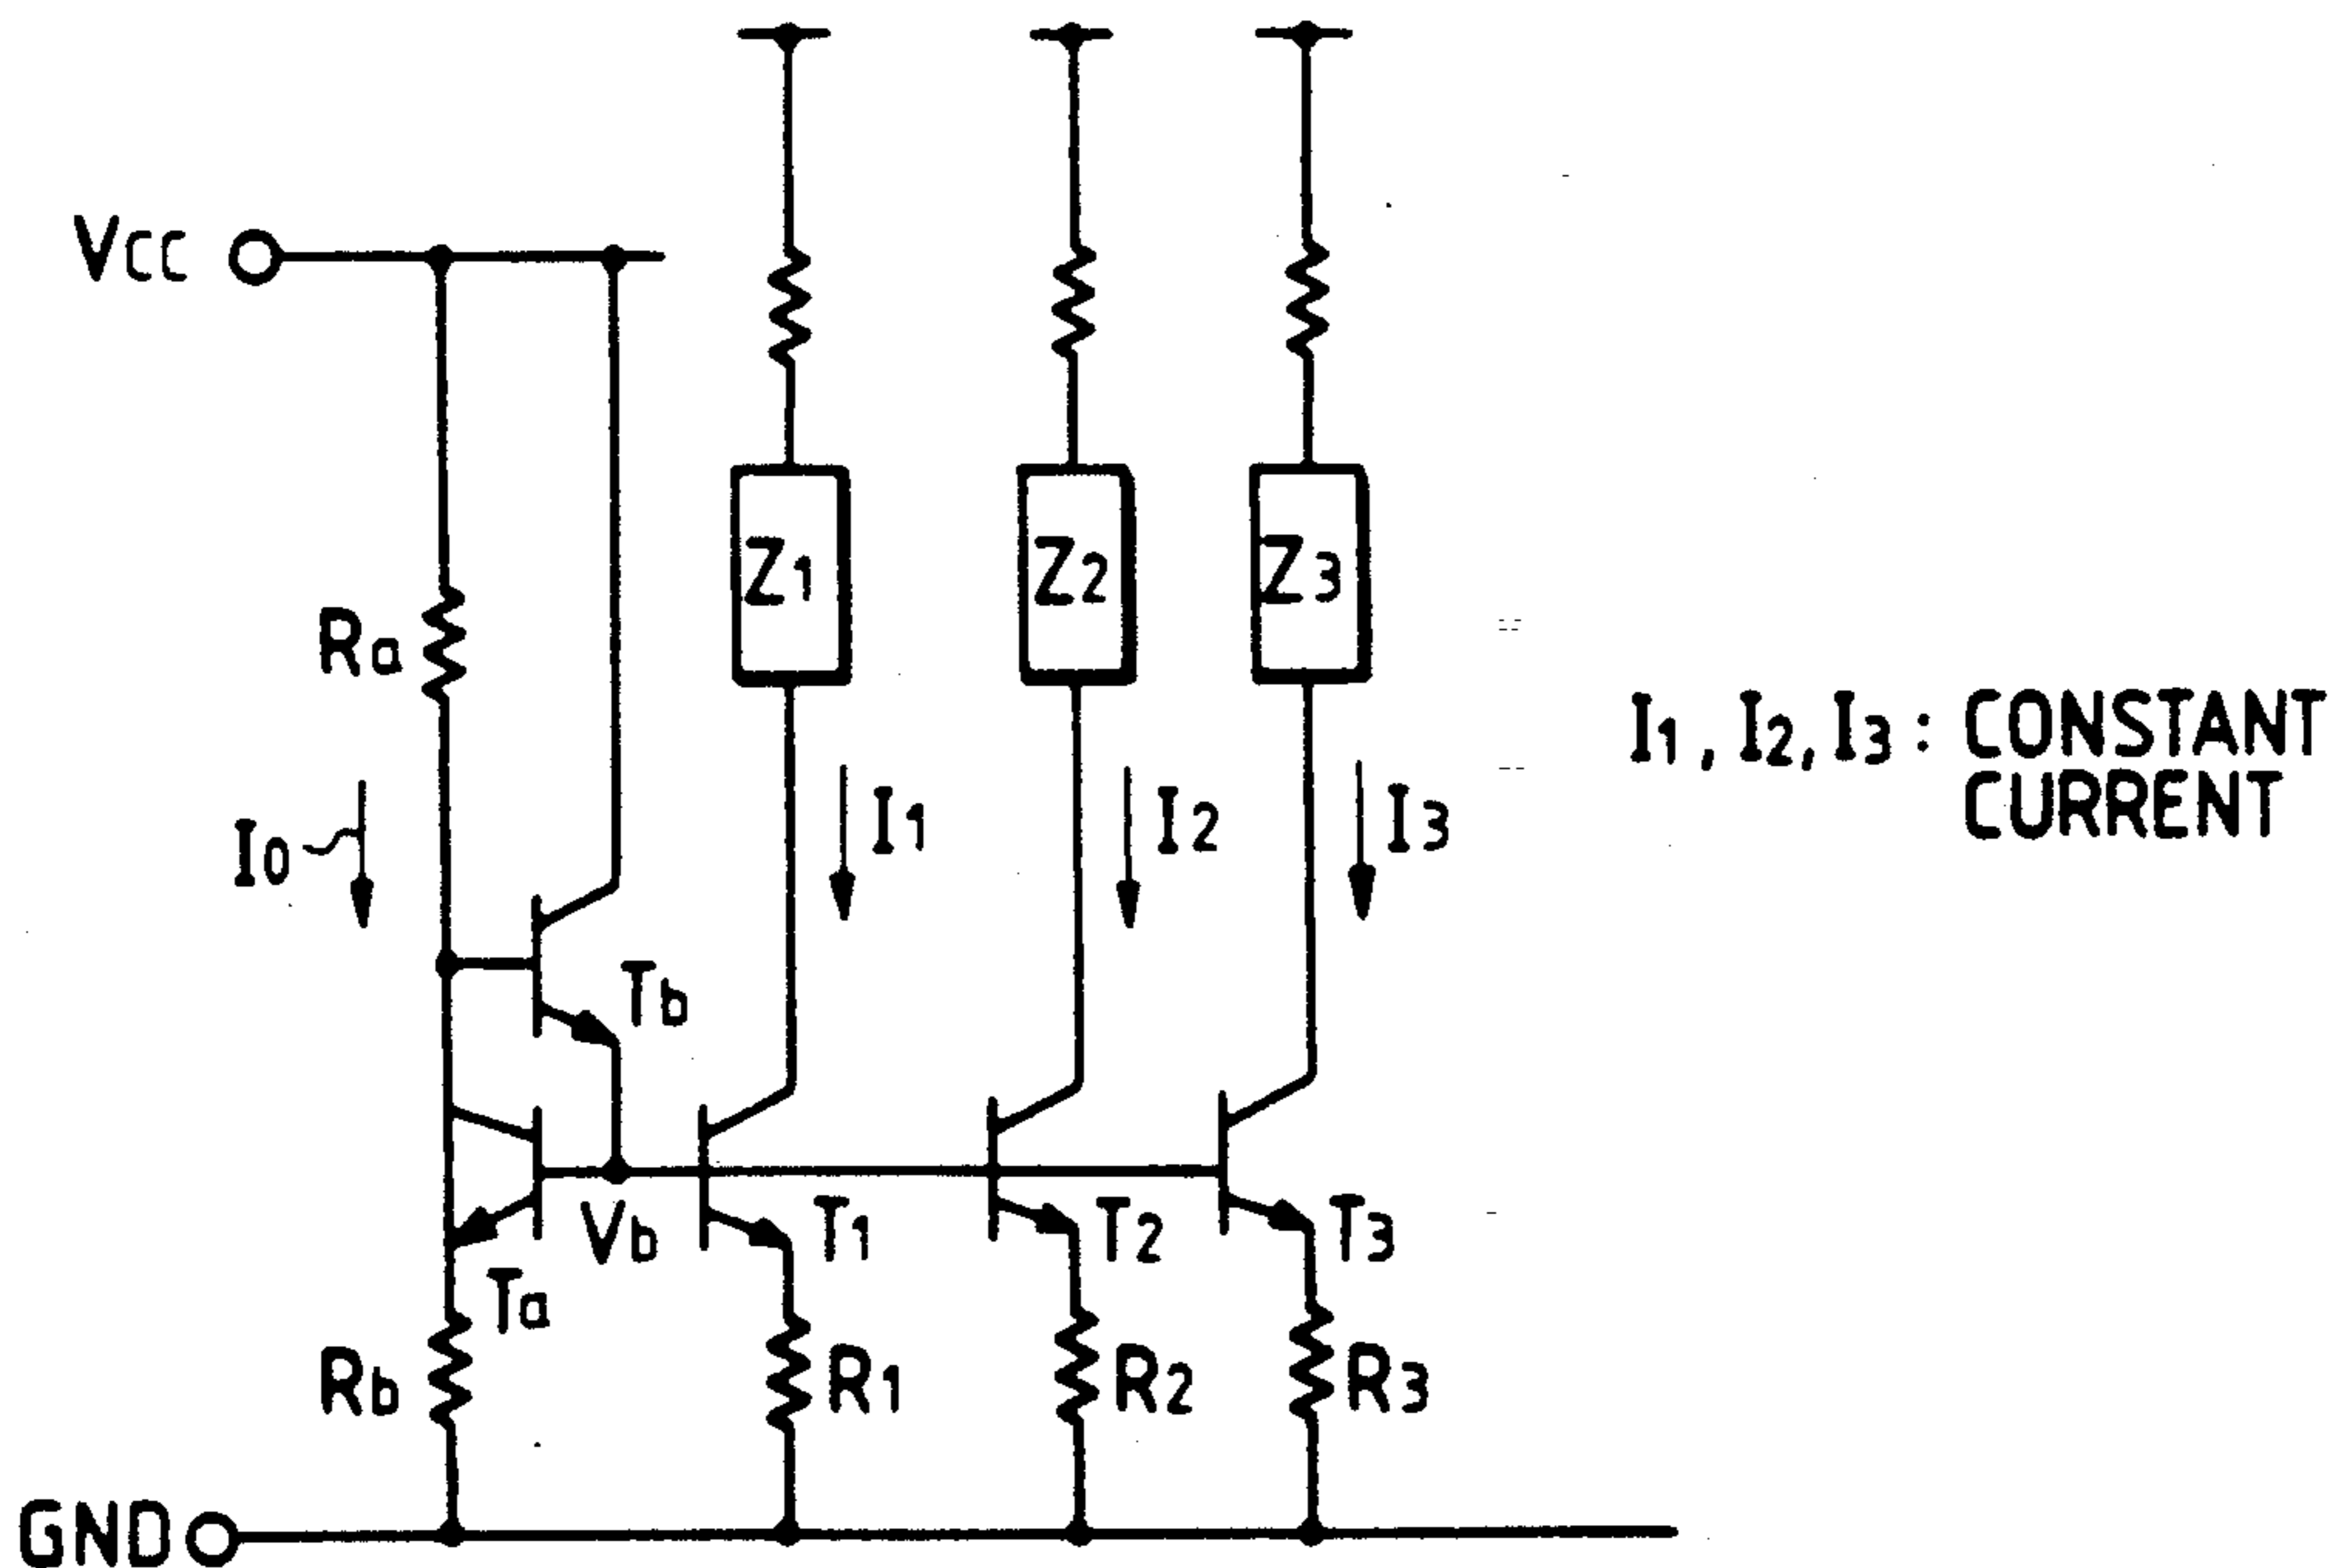 VCC
Z1
Z2
Z3
Ra
I1, I2, I3 : CONSTANT
CURRENT
I0
I1
I2
I3
Tb
Vb
T1
T2
T3
Ta
Rb
R1
R2
R3
GND